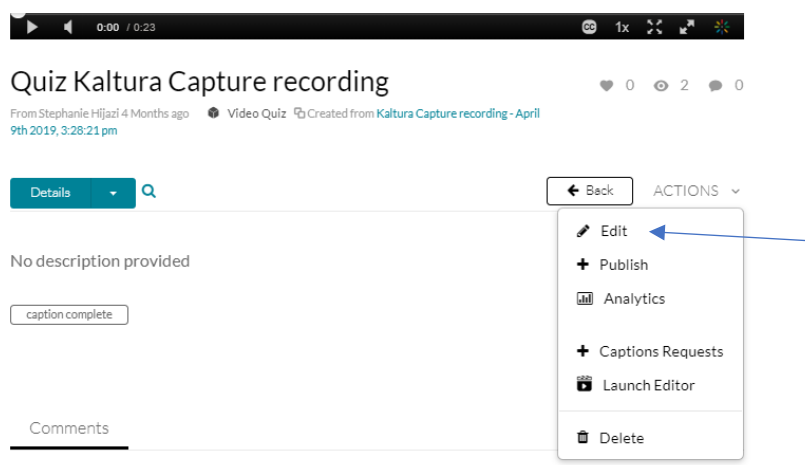 0:00 / 0:23 CC 1x
Quiz Kaltura Capture recording 0 2 0
From Stephanie Hijazi 4 Months ago Video Quiz Created from Kaltura Capture recording - April
9th 2019, 3:28:21 pm
Details Back ACTIONS
Edit
No description provided
Publish
Analytics
caption complete
Captions Requests
Launch Editor
Comments
Delete